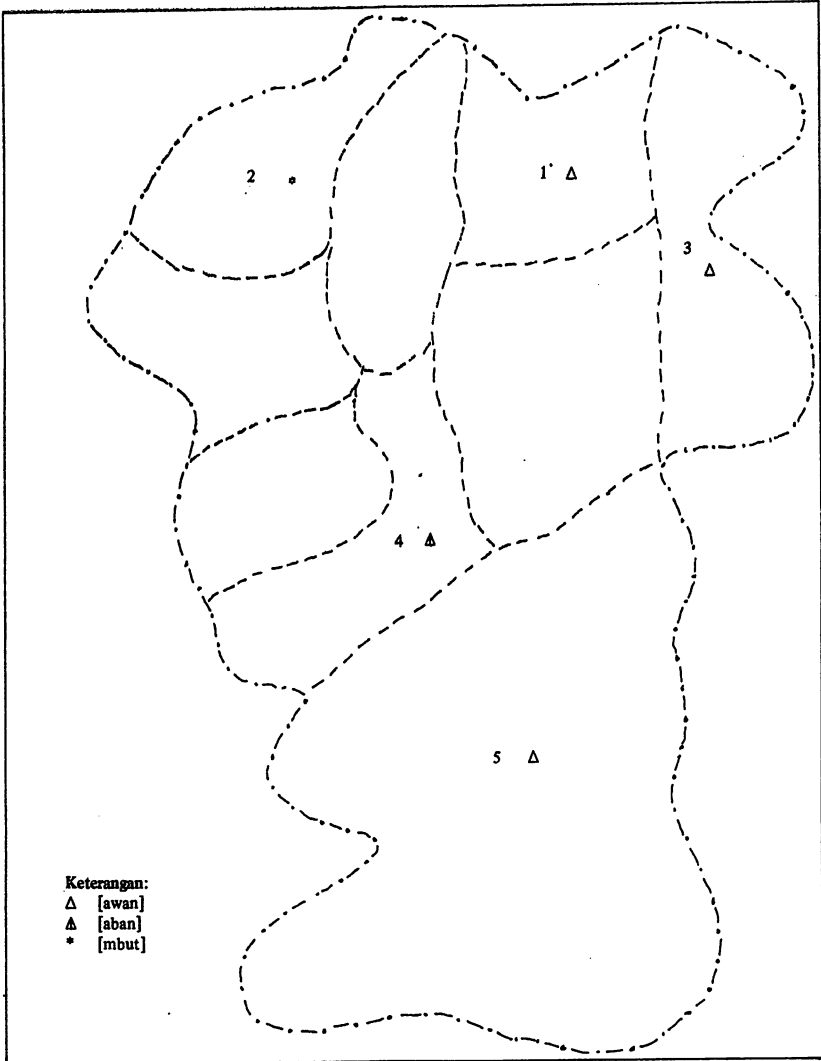 2 *
1 △
3
△
4 ◬
5 △
Keterangan:
△ [awan]
◬ [aban]
* [mbut]